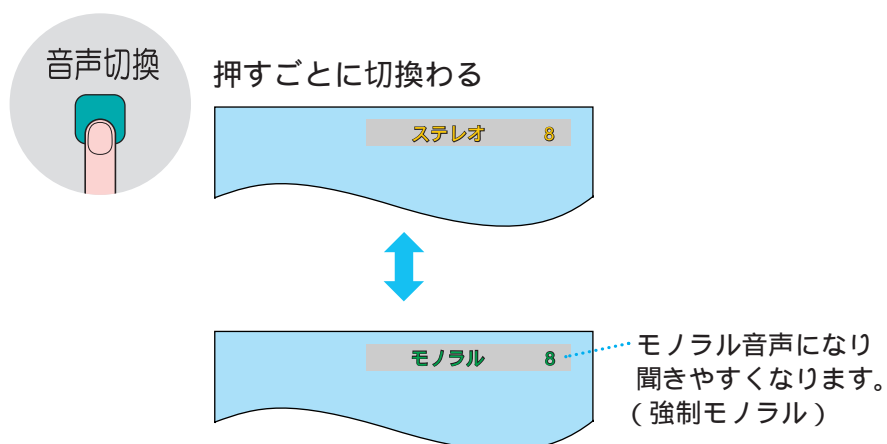 音声切換
押すごとに切換わる
ステレオ 8
モノラル 8
モノラル音声になり
聞きやすくなります。
(強制モノラル)